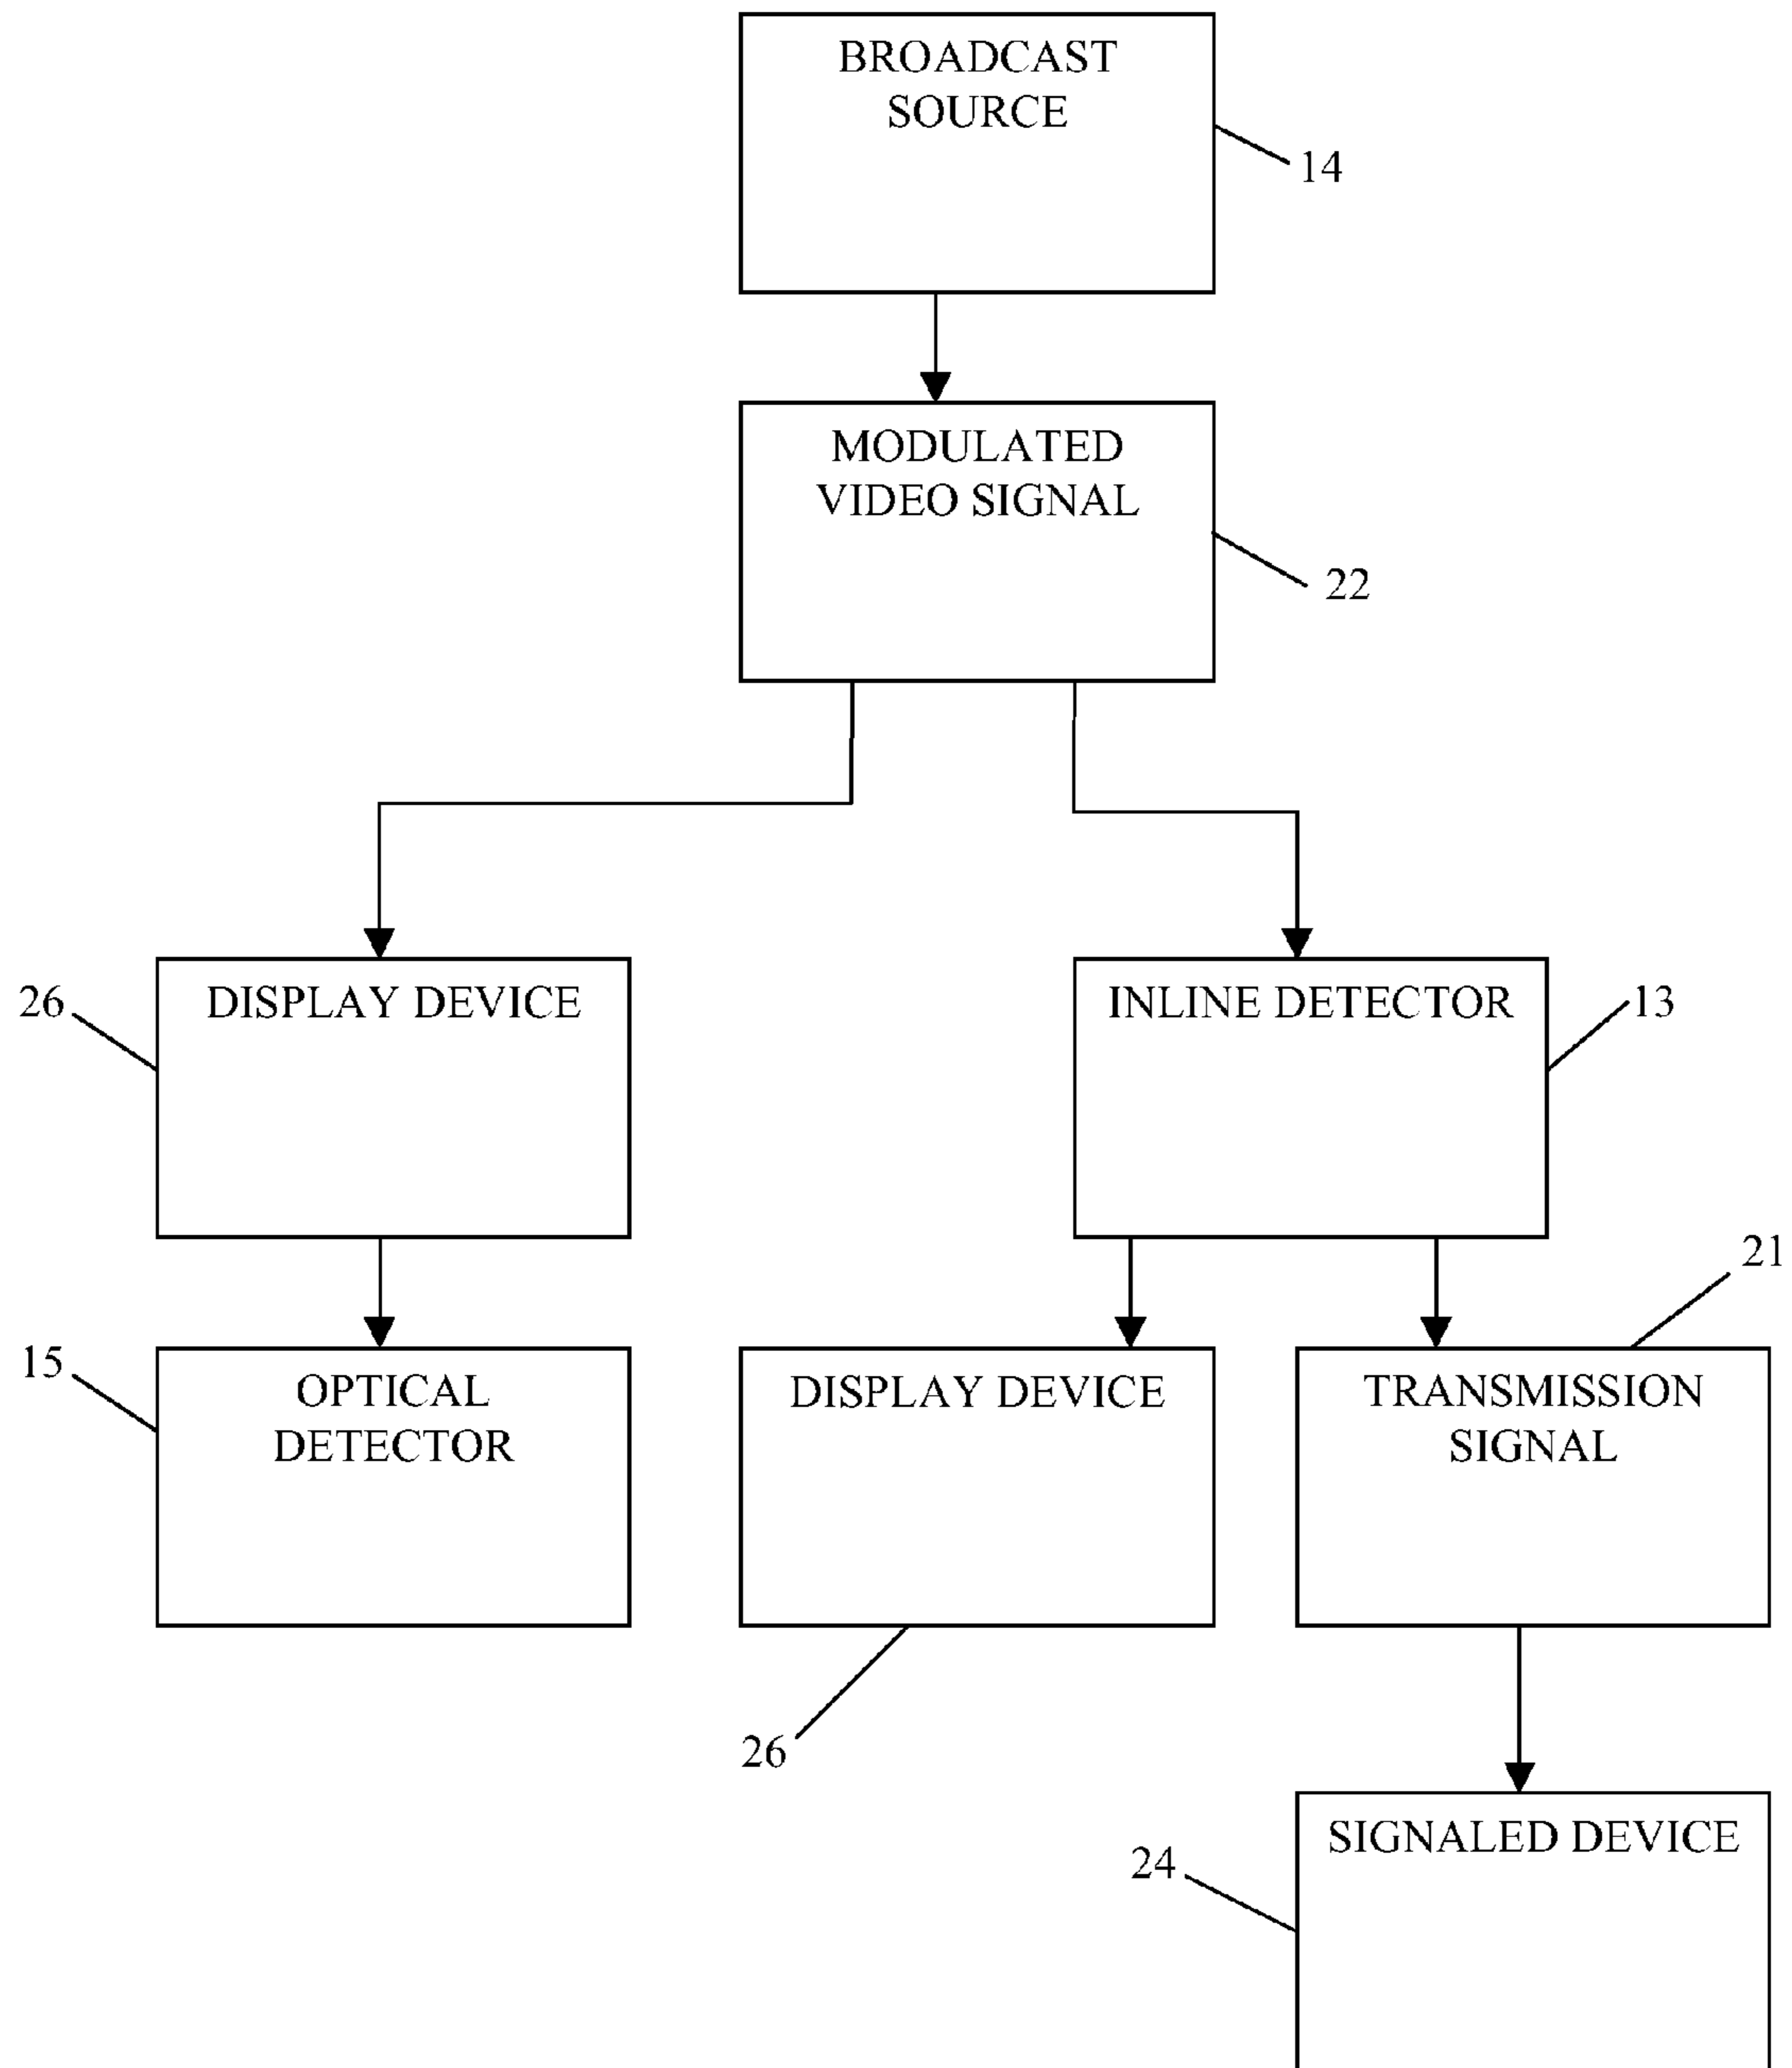 BROADCAST
SOURCE
14
MODULATED
VIDEO SIGNAL
22
26
DISPLAY DEVICE
INLINE DETECTOR
13
21
15
OPTICAL
DETECTOR
DISPLAY DEVICE
TRANSMISSION
SIGNAL
26
SIGNALED DEVICE
24